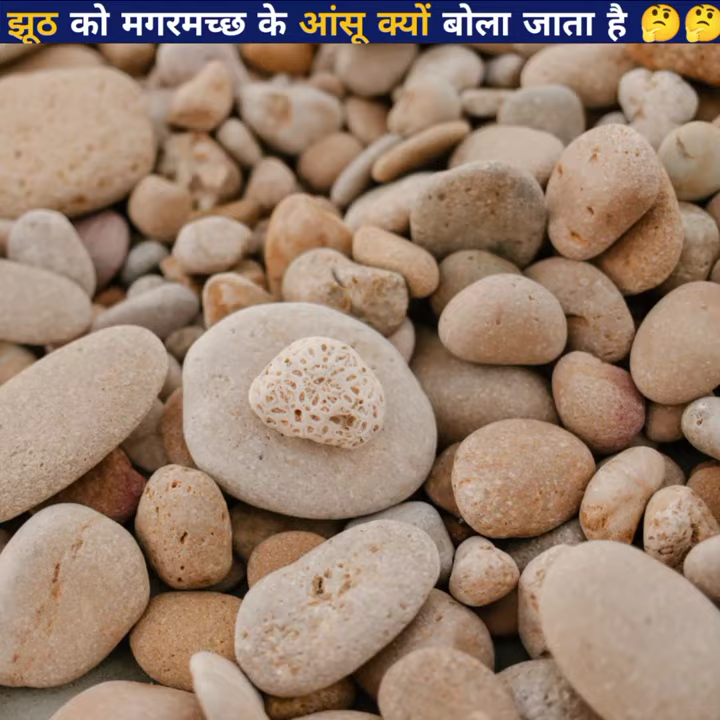 झूठ को मगरमच्छ के आंसू क्यों बोला जाता है 🤔🤔